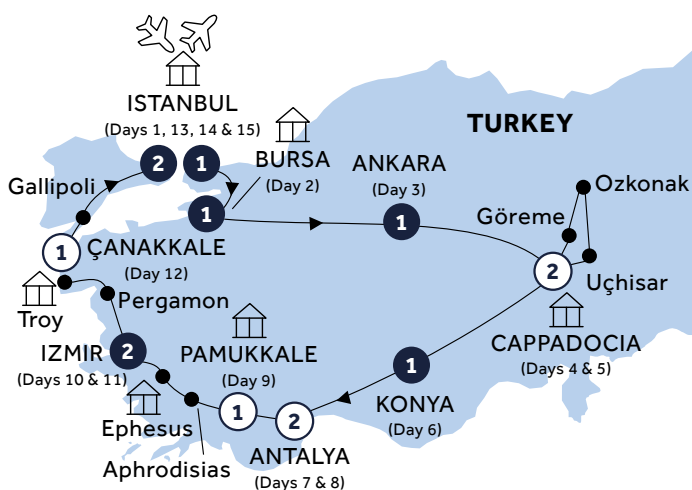 ISTANBUL
(Days 1, 13, 14 & 15)
TURKEY
2
1
BURSA
(Day 2)
ANKARA
(Day 3)
Gallipoli
1
1
Ozkonak
Göreme
1
ÇANAKKALE
(Day 12)
2
Uçhisar
Troy
Pergamon
CAPPADOCIA
(Days 4 & 5)
IZMIR
2
(Days 10 & 11)
PAMUKKALE
(Day 9)
1
KONYA
(Day 6)
Ephesus
1
2
Aphrodisias
ANTALYA
(Days 7 & 8)